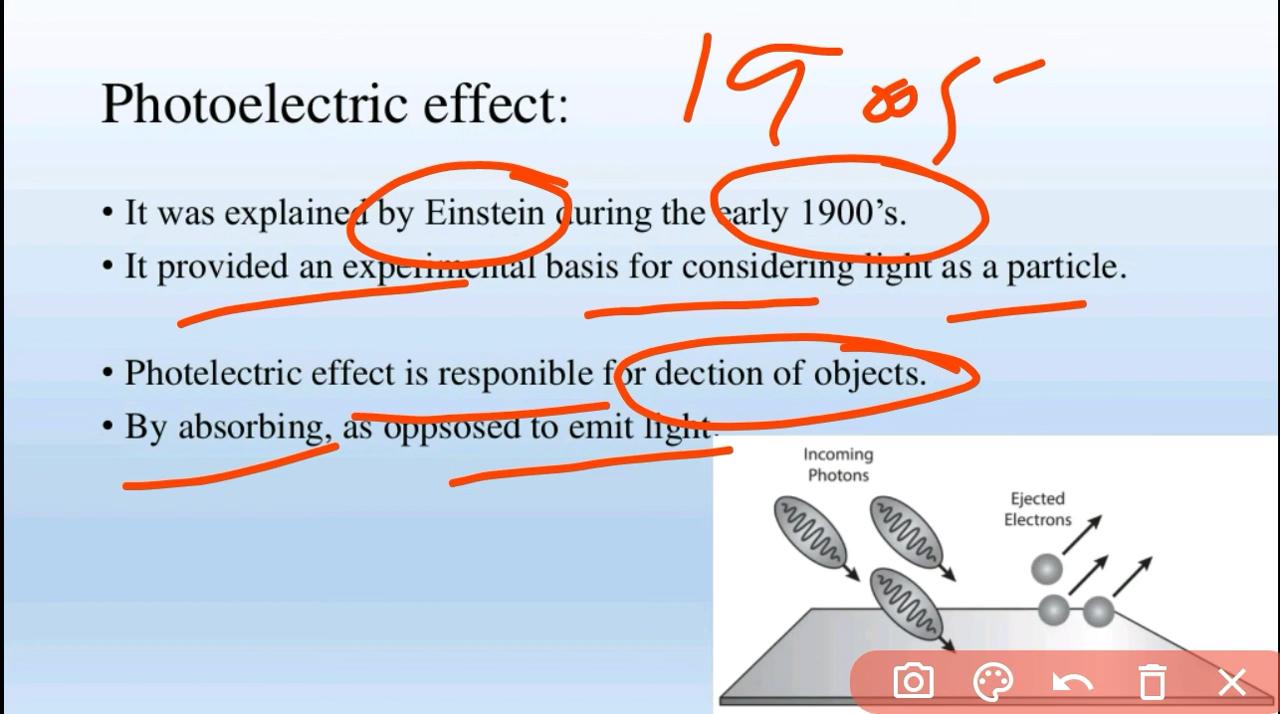 1905
Photoelectric effect:
• It was explained by Einstein during the early 1900's.
• It provided an experimental basis for considering light as a particle.
• Photelectric effect is responible for dection of objects.
• By absorbing, as oppsosed to emit light.
Incoming
Photons
Ejected
Electrons